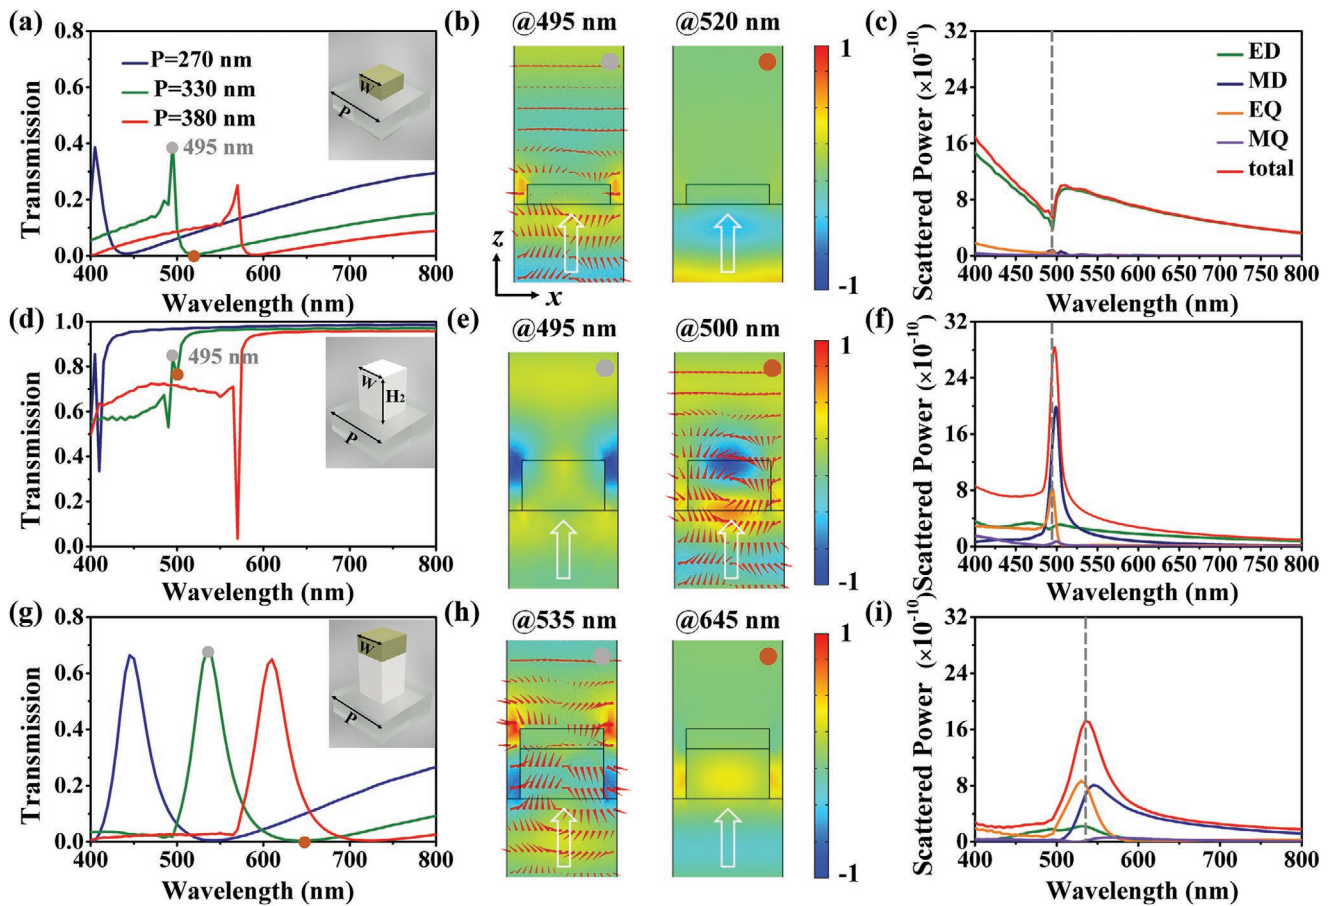 (a)
0.8
0.6
0.4
0.2
0
Transmission
P=270 nm
P=330 nm
P=380 nm
495 nm
W
P
400 500 600 700 800
Wavelength (nm)
(b) @495 nm @520 nm
1
-1
z
x
(c)
32
24
16
8
0
Scattered Power (×10⁻¹⁰)
ED
MD
EQ
MQ
total
400 450 500 550 600 650 700 750 800
Wavelength (nm)
(d)
1.0
0.8
0.6
0.4
0.2
0.0
Transmission
495 nm
W
H₂
P
400 500 600 700 800
Wavelength (nm)
(e) @495 nm @500 nm
1
-1
(f)
32
24
16
8
0
Scattered Power (×10⁻¹⁰)
400 450 500 550 600 650 700 750 800
Wavelength (nm)
(g)
0.8
0.6
0.4
0.2
0.0
Transmission
W
P
400 500 600 700 800
Wavelength (nm)
(h) @535 nm @645 nm
1
-1
(i)
32
24
16
8
0
Scattered Power (×10⁻¹⁰)
400 450 500 550 600 650 700 750 800
Wavelength (nm)